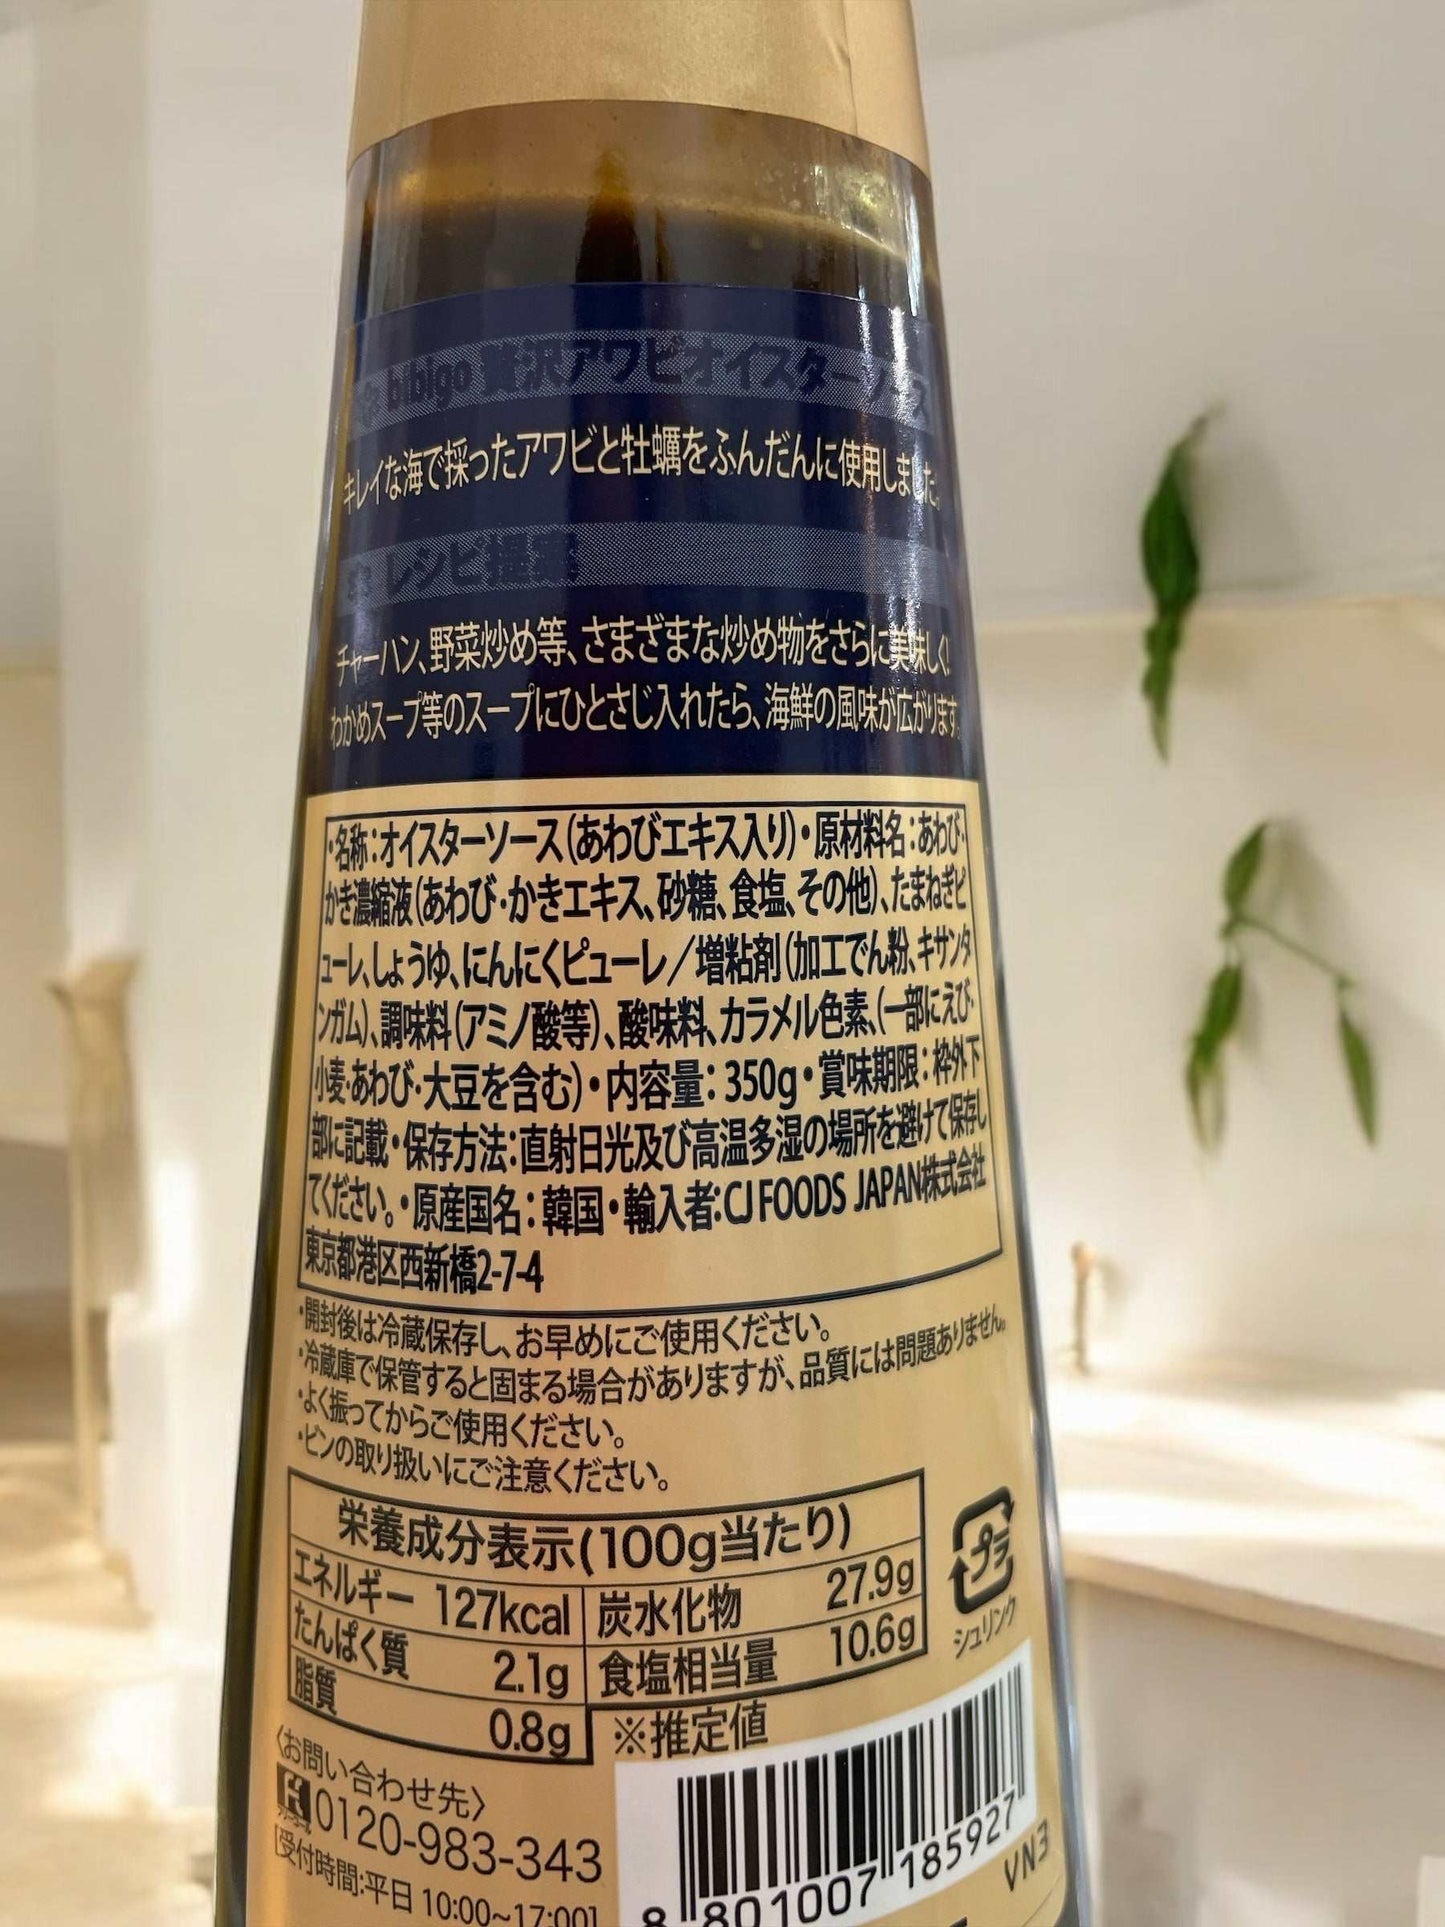 bibigo 贅沢アワビオイスターソース
キレイな海で採ったアワビと牡蠣をふんだんに使用しました。
レシピ提案
チャーハン、野菜炒め等、さまざまな炒め物をさらに美味しく!
わかめスープ等のスープにひとさじ入れたら、海鮮の風味が広がります。
・名称：オイスターソース(あわびエキス入り)・原材料名：あわび・
かき濃縮液(あわび・かきエキス、砂糖、食塩、その他)、たまねぎピ
ューレ、しょうゆ、にんにくピューレ／増粘剤(加工でん粉、キサンタ
ンガム)、調味料(アミノ酸等)、酸味料、カラメル色素、(一部にえび・
小麦・あわび・大豆を含む)・内容量：350g・賞味期限：枠外下
部に記載・保存方法：直射日光及び高温多湿の場所を避けて保存し
てください。・原産国名：韓国・輸入者：CJ FOODS JAPAN株式会社
東京都港区西新橋2-7-4
・開封後は冷蔵保存し、お早めにご使用ください。
・冷蔵庫で保管すると固まる場合がありますが、品質には問題ありません。
・よく振ってからご使用ください。
・ビンの取り扱いにご注意ください。
栄養成分表示(100g当たり)
エネルギー 127kcal 炭水化物 27.9g
たんぱく質 2.1g 食塩相当量 10.6g
脂質 0.8g ※推定値
プラ
シュリンク
〈お問い合わせ先〉
0120-983-343
[受付時間:平日 10:00~17:00]
8 801007 185927
VN3